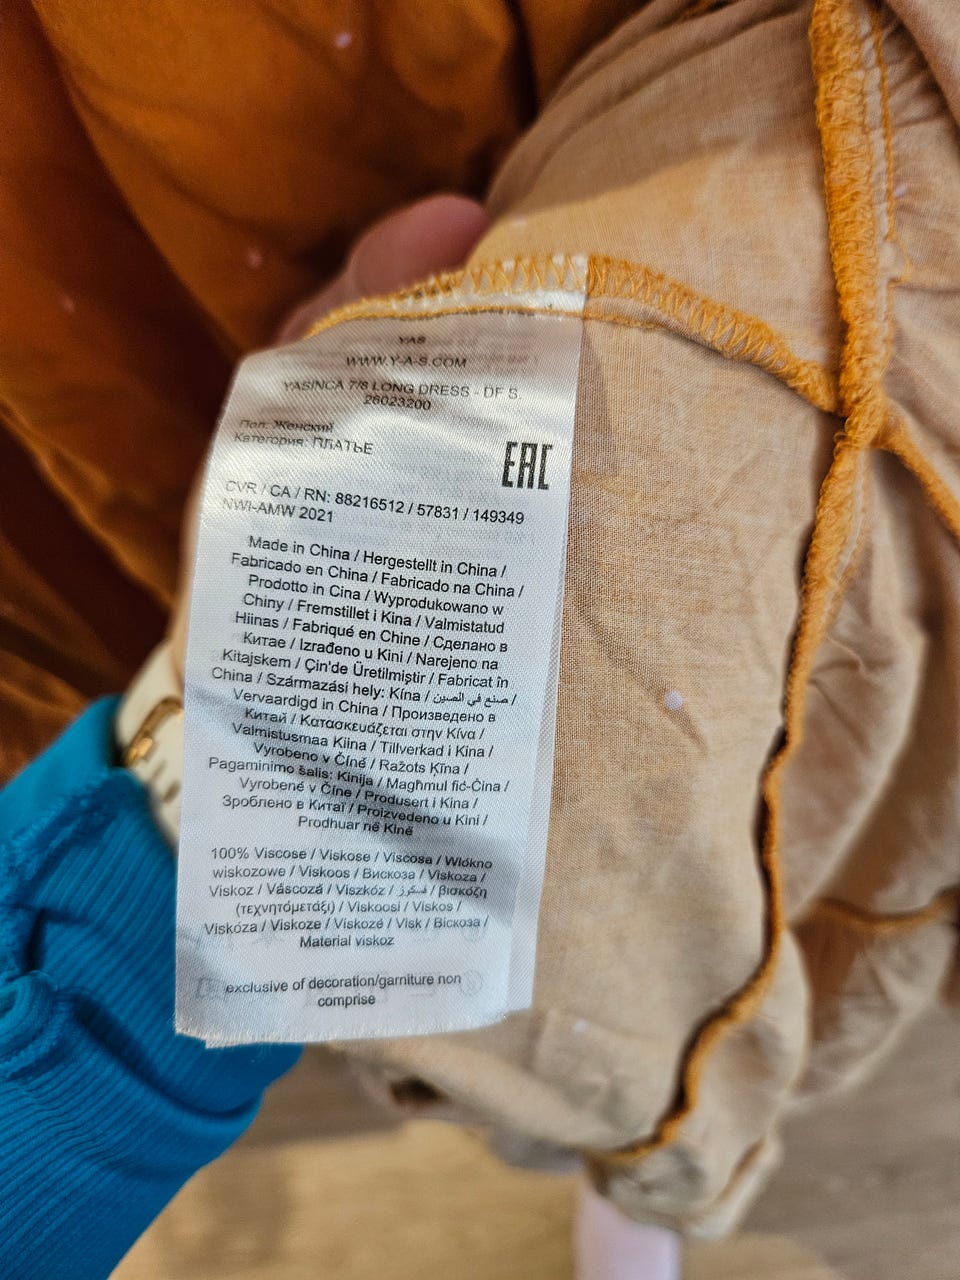 YAS
WWW.Y-A-S.COM
YASINCA 7/8 LONG DRESS - DF S.
26023200
Пол: Женский
Категория: ПЛАТЬЕ
EAC
CVR / CA / RN: 88216512 / 57831 / 149349
NWI-AMW 2021
Made in China / Hergestellt in China /
Fabricado en China / Fabricado na China /
Prodotto in Cina / Wyprodukowano w
Chiny / Fremstillet i Kina / Valmistatud
Hiinas / Fabriqué en Chine / Сделано в
Китае / Izrađeno u Kini / Narejeno na
Kitajskem / Çin'de Üretilmiştir / Fabricat în
China / Származási hely: Kína / صنع في الصين /
Vervaardigd in China / Произведено в
Китай / Κατασκευάζεται στην Κίνα /
Valmistusmaa Kiina / Tillverkad i Kina /
Vyrobeno v Číně / Ražots Ķīna /
Pagaminimo šalis: Kinija / Magħmul fiċ-Ċina /
Vyrobené v Číne / Produsert i Kina /
Зроблено в Китаї / Proizvedeno u Kini /
Prodhuar në Kinë
100% Viscose / Viskose / Viscosa / Włókno
wiskozowe / Viskoos / Вискоза / Viskoza /
Viskoz / Vâscoză / Viszkóz / فسكوز / βισκόζη
(τεχνητόμετάξι) / Viskoosi / Viskos /
Viskóza / Viskoze / Viskozé / Visk / Віскоза /
Material viskoz
exclusive of decoration/garniture non
comprise